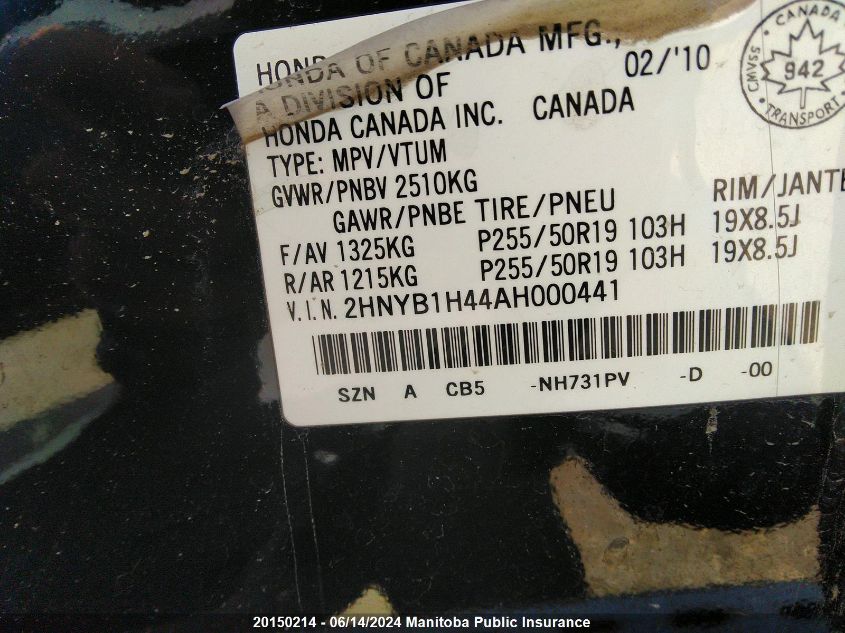 HONDA OF CANADA MFG.,
02/'10
A DIVISION OF
HONDA CANADA INC. CANADA
TYPE: MPV/VTUM
GVWR/PNBV 2510KG
GAWR/PNBE TIRE/PNEU RIM/JANTE
F/AV 1325KG P255/50R19 103H 19X8.5J
R/AR 1215KG P255/50R19 103H 19X8.5J
V.I.N. 2HNYB1H44AH000441
SZN A CB5 -NH731PV -D -00
CANADA
CMVSS
942
NSVAC
TRANSPORT
20150214 - 06/14/2024 Manitoba Public Insurance